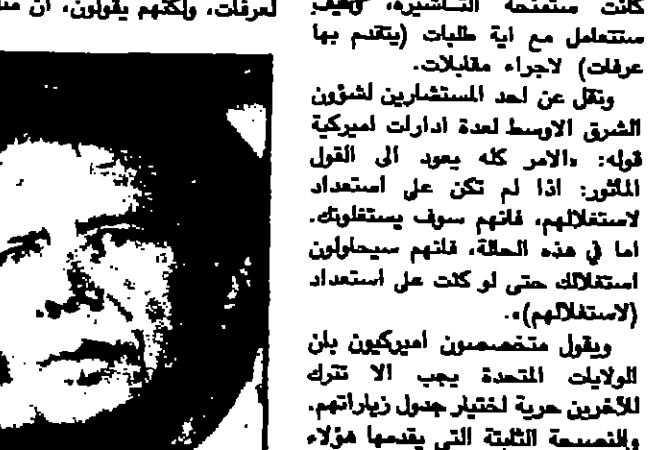 كانت ستمنحه التاشيرة، وكيف
ستتعامل مع اية طلبات (يتقدم بها
عرفات) لاجراء مقابلات.
ونقل عن احد المستشارين لشؤون
الشرق الاوسط لعدة ادارات اميركية
قوله: «الامر كله يعود الى القول
المأثور: اذا لم تكن على استعداد
لاستغلالهم، فانهم سوف يستغلونك.
اما في هذه الحالة، فانهم سيحاولون
استغلالك حتى لو كنت على استعداد
(لاستغلالهم)».
ويقول متخصصون اميركيون بان
الولايات المتحدة يجب الا تترك
للآخرين حرية اختيار جدول زياراتهم.
والنصيحة الثابتة التي يقدمها هؤلاء
لعرفات، ولكنهم يقولون، ان